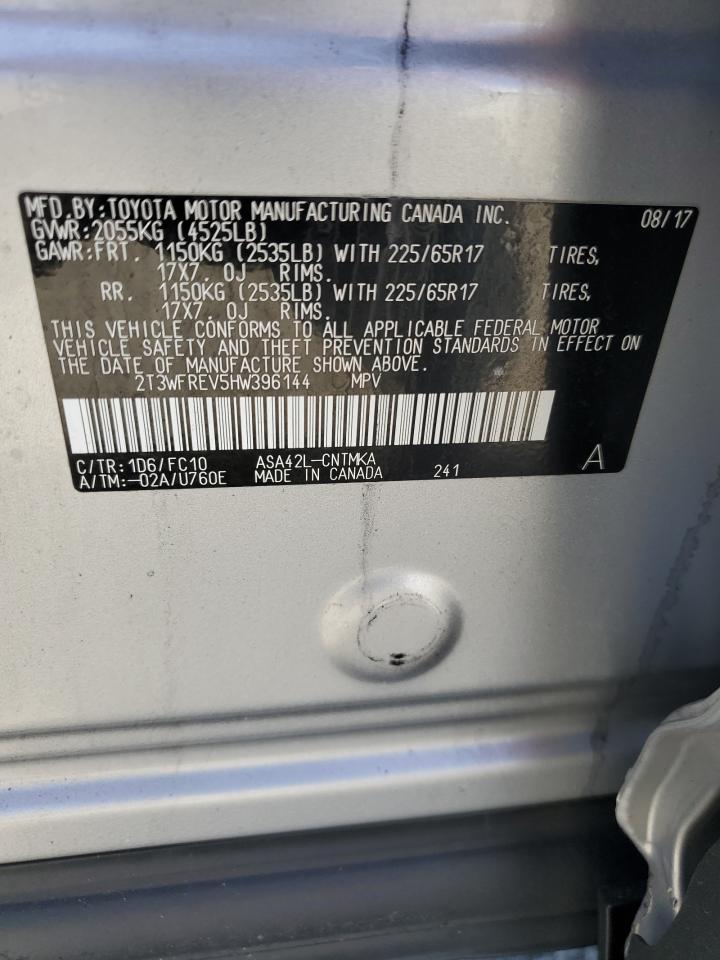 MFD.BY:TOYOTA MOTOR MANUFACTURING CANADA INC. 08/17
GVWR:2055KG (4525LB)
GAWR:FRT. 1150KG (2535LB) WITH 225/65R17 TIRES,
17X7.0J RIMS.
RR. 1150KG (2535LB) WITH 225/65R17 TIRES,
17X7.0J RIMS.
THIS VEHICLE CONFORMS TO ALL APPLICABLE FEDERAL MOTOR
VEHICLE SAFETY AND THEFT PREVENTION STANDARDS IN EFFECT ON
THE DATE OF MANUFACTURE SHOWN ABOVE.
2T3WFREV5HW396144 MPV
C/TR:1D6/FC10 ASA42L-CNTMKA
A/TM:-02A/U760E MADE IN CANADA 241 A